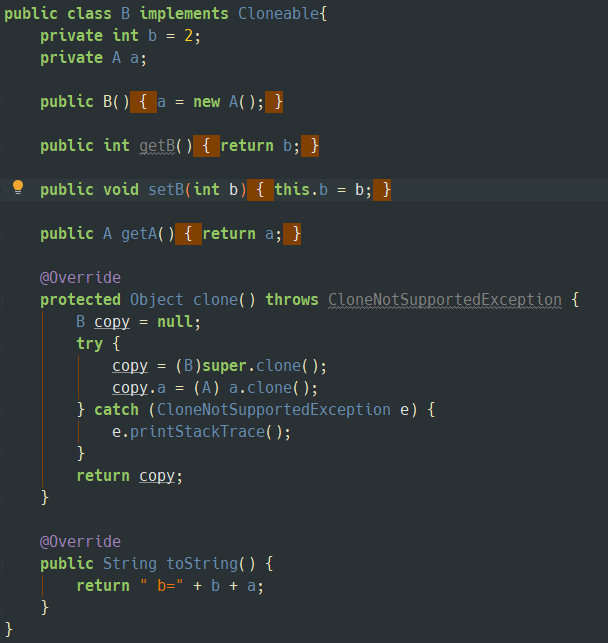 public class B implements Cloneable{
    private int b = 2;
    private A a;

    public B() { a = new A(); }

    public int getB() { return b; }

    public void setB(int b) { this.b = b; }

    public A getA() { return a; }

    @Override
    protected Object clone() throws CloneNotSupportedException {
        B copy = null;
        try {
            copy = (B)super.clone();
            copy.a = (A) a.clone();
        } catch (CloneNotSupportedException e) {
            e.printStackTrace();
        }
        return copy;
    }

    @Override
    public String toString() {
        return " b=" + b + a;
    }
}